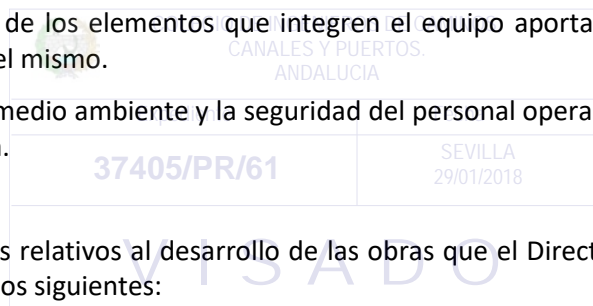 de los elementos que integren el equipo aporta
CANALES Y PUERTOS.
el mismo.
ANDALUCIA
medio ambiente y la seguridad del personal opera
37405/PR/61
SEVILLA
29/01/2018
s relativos al desarrollo de las obras que el Direct
VISADO
os siguientes: